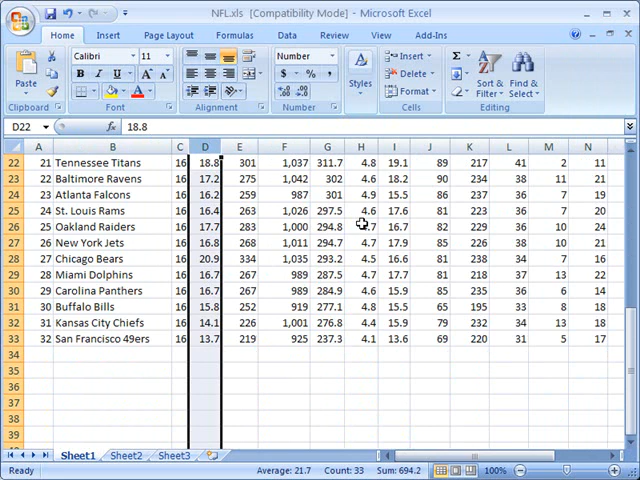 NFL.xls [Compatibility Mode] - Microsoft Excel
Home Insert Page Layout Formulas Data Review View Add-Ins
Calibri 11 Number Insert Σ
Paste B I U A $ % , Styles Delete Sort & Filter Find & Select
Format
Clipboard Font Alignment Number Cells Editing
D22 fx 18.8
A B C D E F G H I J K L M N
22 21 Tennessee Titans 16 18.8 301 1,037 311.7 4.8 19.1 89 217 41 2 11
23 22 Baltimore Ravens 16 17.2 275 1,042 302 4.6 18.2 90 234 38 11 21
24 23 Atlanta Falcons 16 16.2 259 987 301 4.9 15.5 86 237 36 7 19
25 24 St. Louis Rams 16 16.4 263 1,026 297.5 4.6 17.6 81 223 36 7 20
26 25 Oakland Raiders 16 17.7 283 1,000 294.8 .7 16.7 82 229 36 10 24
27 26 New York Jets 16 16.8 268 1,011 294.7 4.7 17.9 85 226 38 10 21
28 27 Chicago Bears 16 20.9 334 1,035 293.2 4.5 16.6 81 238 34 7 16
29 28 Miami Dolphins 16 16.7 267 989 287.5 4.7 17.7 81 218 37 13 22
30 29 Carolina Panthers 16 16.7 267 989 284.9 4.6 15.9 85 235 36 6 14
31 30 Buffalo Bills 16 15.8 252 919 277.1 4.8 15.5 65 195 33 8 18
32 31 Kansas City Chiefs 16 14.1 226 1,001 276.8 4.4 15.9 79 232 34 13 18
33 32 San Francisco 49ers 16 13.7 219 925 237.3 4.1 13.6 69 220 31 5 17
34
35
36
37
38
39
Sheet1 Sheet2 Sheet3
Ready Average: 21.7 Count: 33 Sum: 694.2 100%